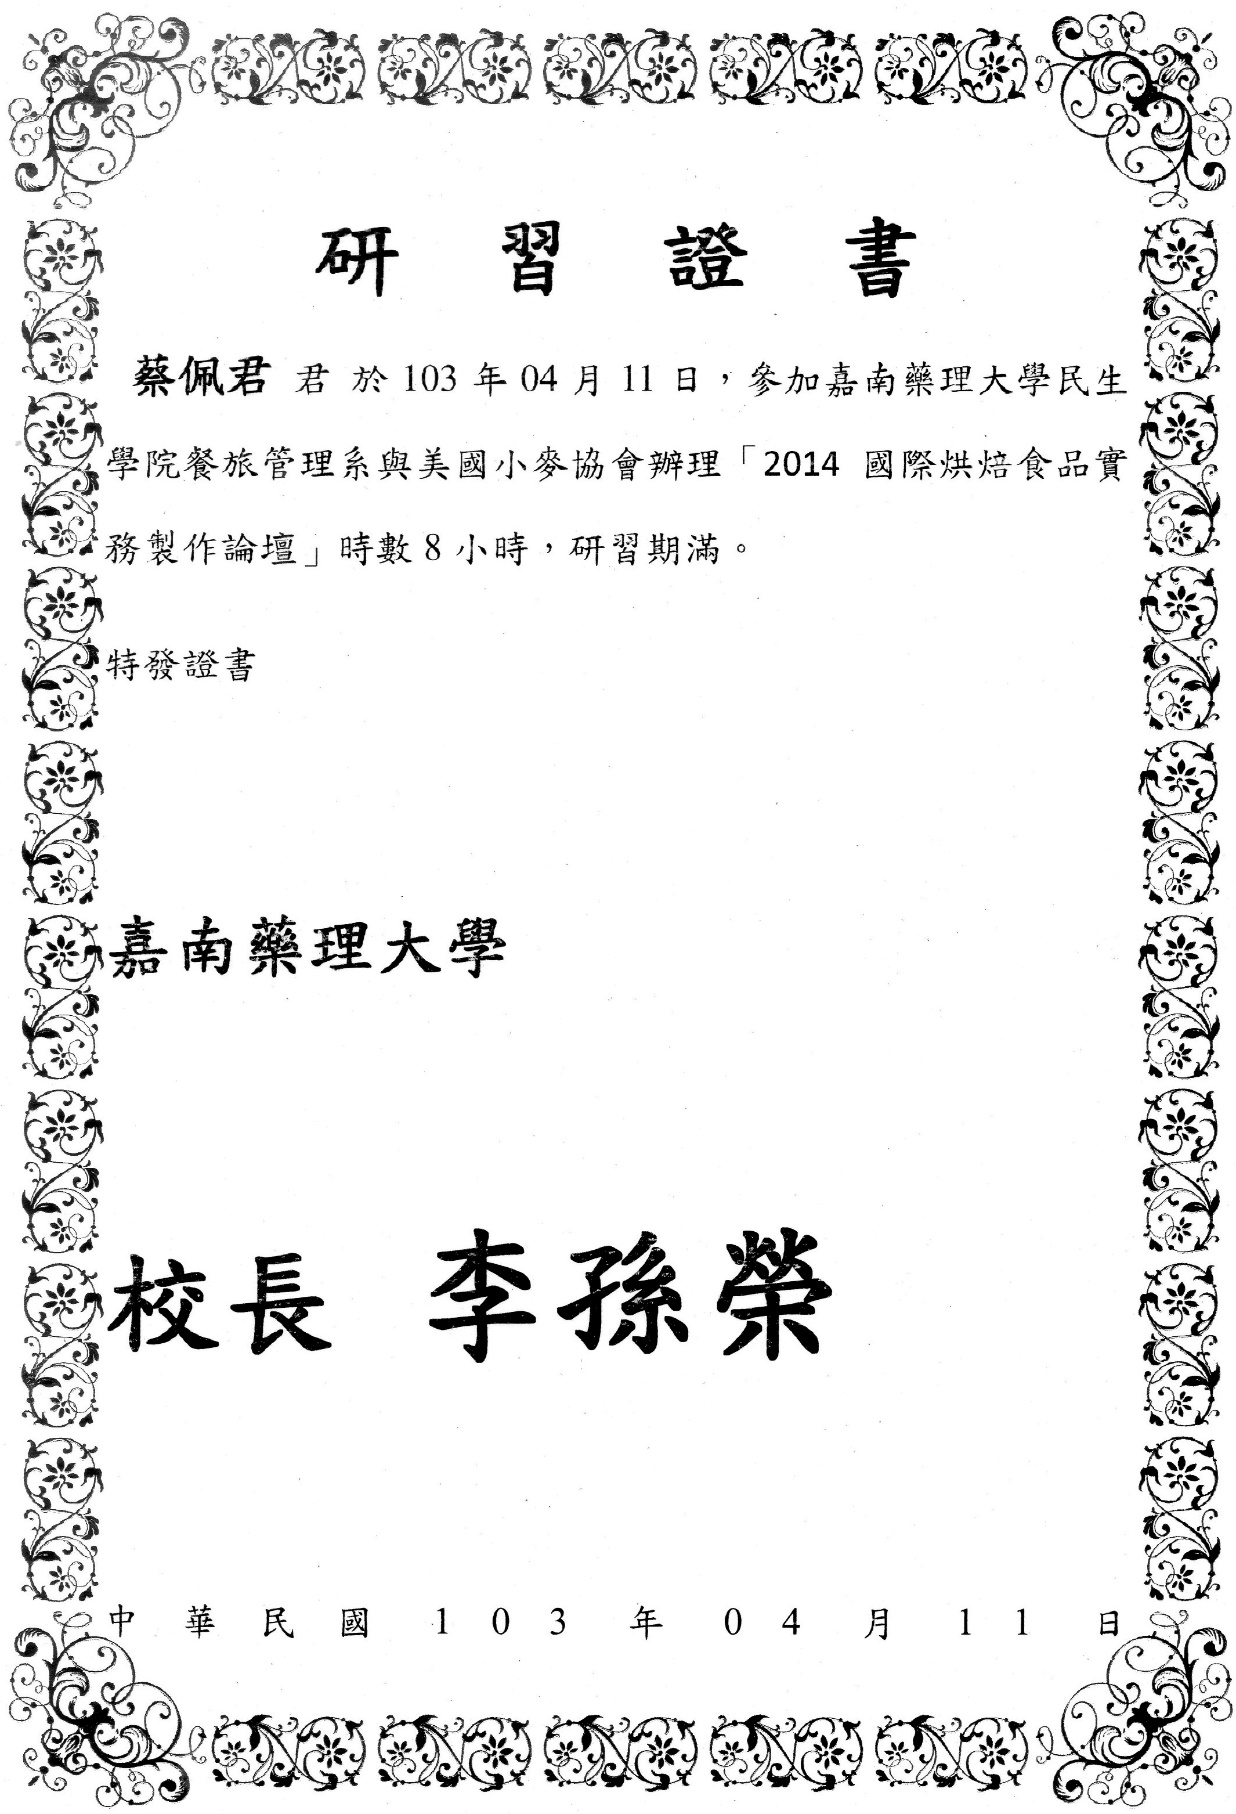 研習證書
蔡佩君 君 於 103 年 04 月 11 日，參加嘉南藥理大學民生
學院餐旅管理系與美國小麥協會辦理「2014 國際烘焙食品實
務製作論壇」時數 8 小時，研習期滿。
特發證書
嘉南藥理大學
校長 李孫榮
中華民國103年04月11日